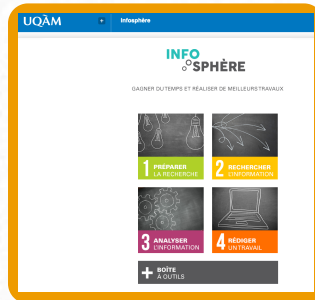 UQÀM + Infosphère
INFO
SPHÈRE
GAGNER DU TEMPS ET RÉALISER DE MEILLEURS TRAVAUX
1 PRÉPARER
LA RECHERCHE
2 RECHERCHER
L'INFORMATION
3 ANALYSER
L'INFORMATION
4 RÉDIGER
UN TRAVAIL
+ BOÎTE
À OUTILS